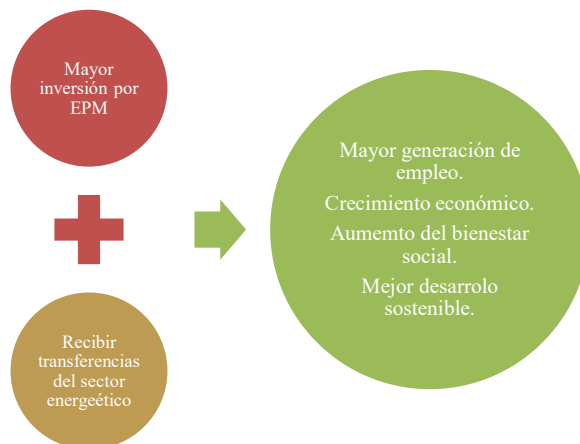 Mayor
inversión por
EPM
Recibir
transferencias
del sector
energeético
Mayor generación de
empleo.
Crecimiento económico.
Aumemto del bienestar
social.
Mejor desarrolo
sostenible.